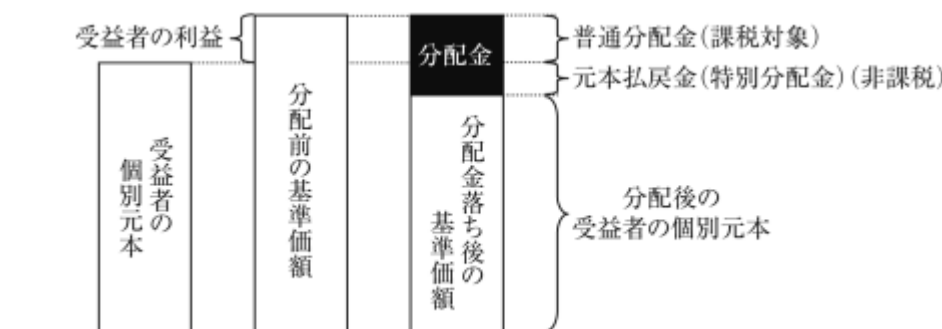 受益者の利益
分配金
普通分配金(課税対象)
元本払戻金(特別分配金)(非課税)
受益者の
個別元本
分配前の基準価額
分配金落ち後の
基準価額
分配後の
受益者の個別元本